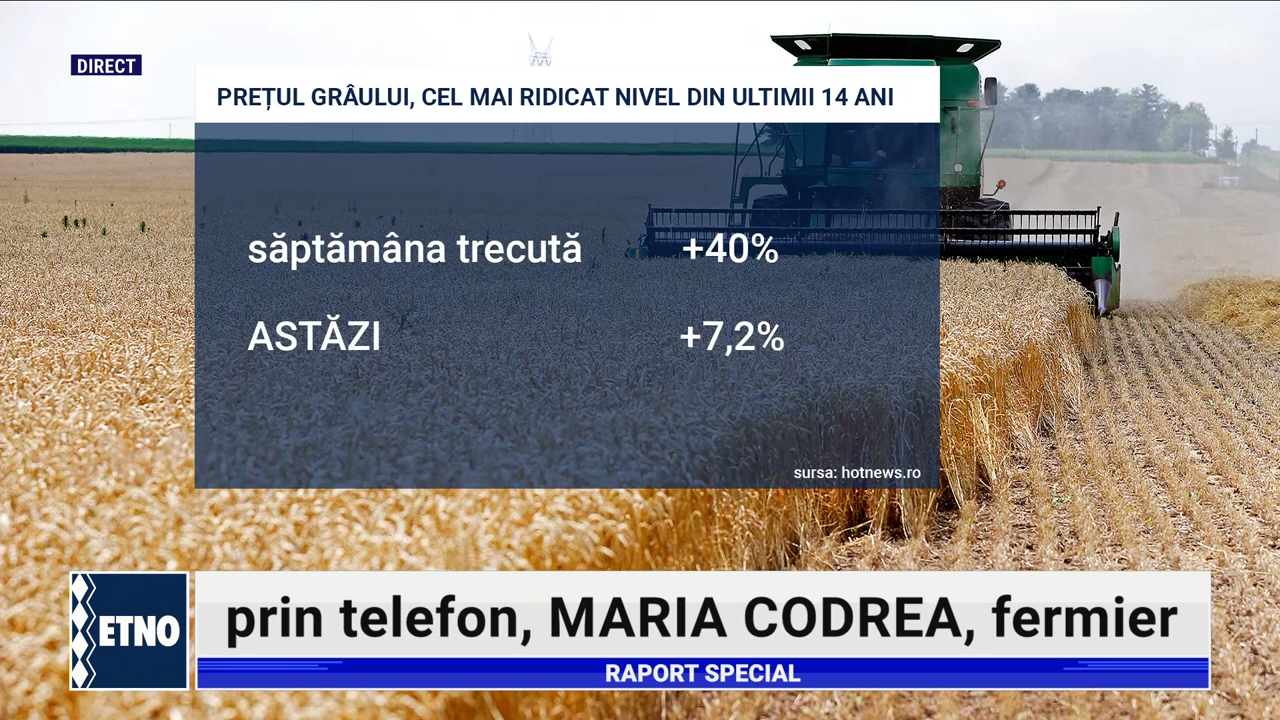 DIRECT
PREȚUL GRÂULUI, CEL MAI RIDICAT NIVEL DIN ULTIMII 14 ANI
săptămâna trecută +40%
ASTĂZI +7,2%
sursa: hotnews.ro
ETNO
prin telefon, MARIA CODREA, fermier
RAPORT SPECIAL